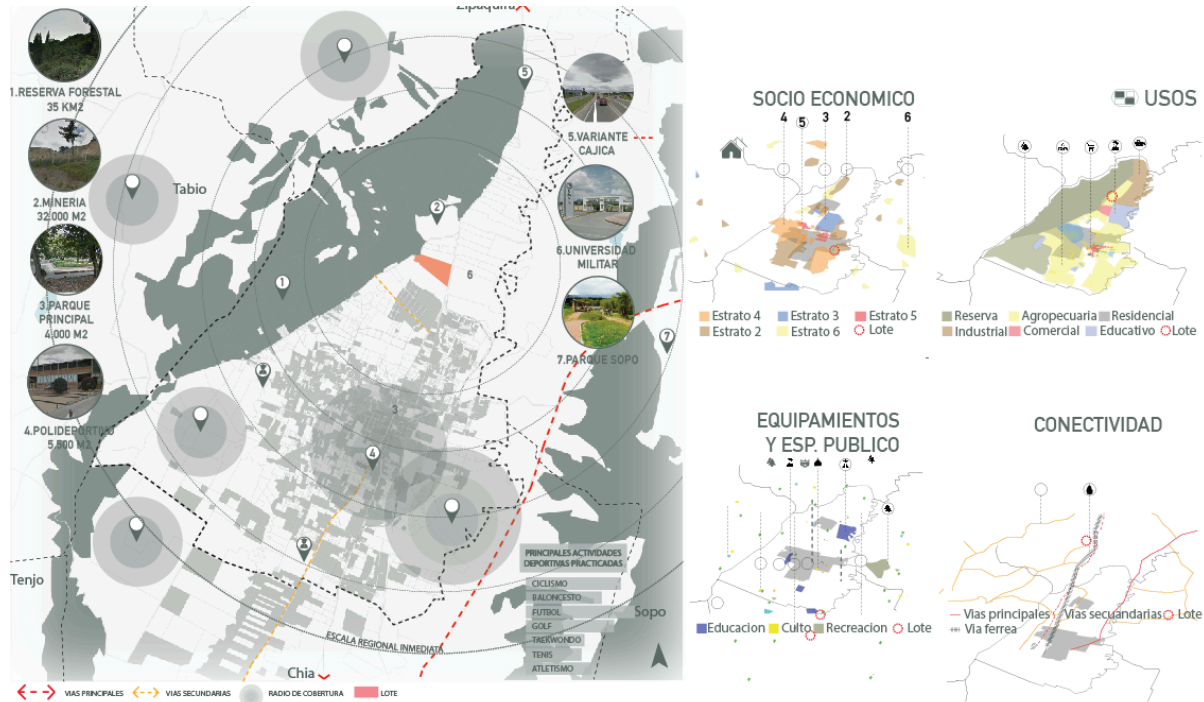 Zipaquira
1.RESERVA FORESTAL
35 KM2
2.MINERIA
32.000 M2
3.PARQUE
PRINCIPAL
4.000 M2
4.POLIDEPORTIVO
5.500 M2
Tabio
5
2
1
6
7
3
4
5.VARIANTE
CAJICA
6.UNIVERSIDAD
MILITAR
7.PARQUE SOPO
Tenjo
Chia
Sopo
ESCALA REGIONAL INMEDIATA
PRINCIPALES ACTIVIDADES
DEPORTIVAS PRACTICADAS
CICLISMO
BALONCESTO
FUTBOL
GOLF
TAEKWONDO
TENIS
ATLETISMO
VIAS PRINCIPALES
VIAS SECUNDARIAS
RADIO DE COBERTURA
LOTE
SOCIO ECONOMICO
4 5 3 2 6
Estrato 4 Estrato 3 Estrato 5
Estrato 2 Estrato 6 Lote
USOS
Reserva Agropecuaria Residencial
Industrial Comercial Educativo Lote
EQUIPAMIENTOS
Y ESP. PUBLICO
Educacion Culto Recreacion Lote
CONECTIVIDAD
Vias principales Vias secuandarias Lote
Via ferrea